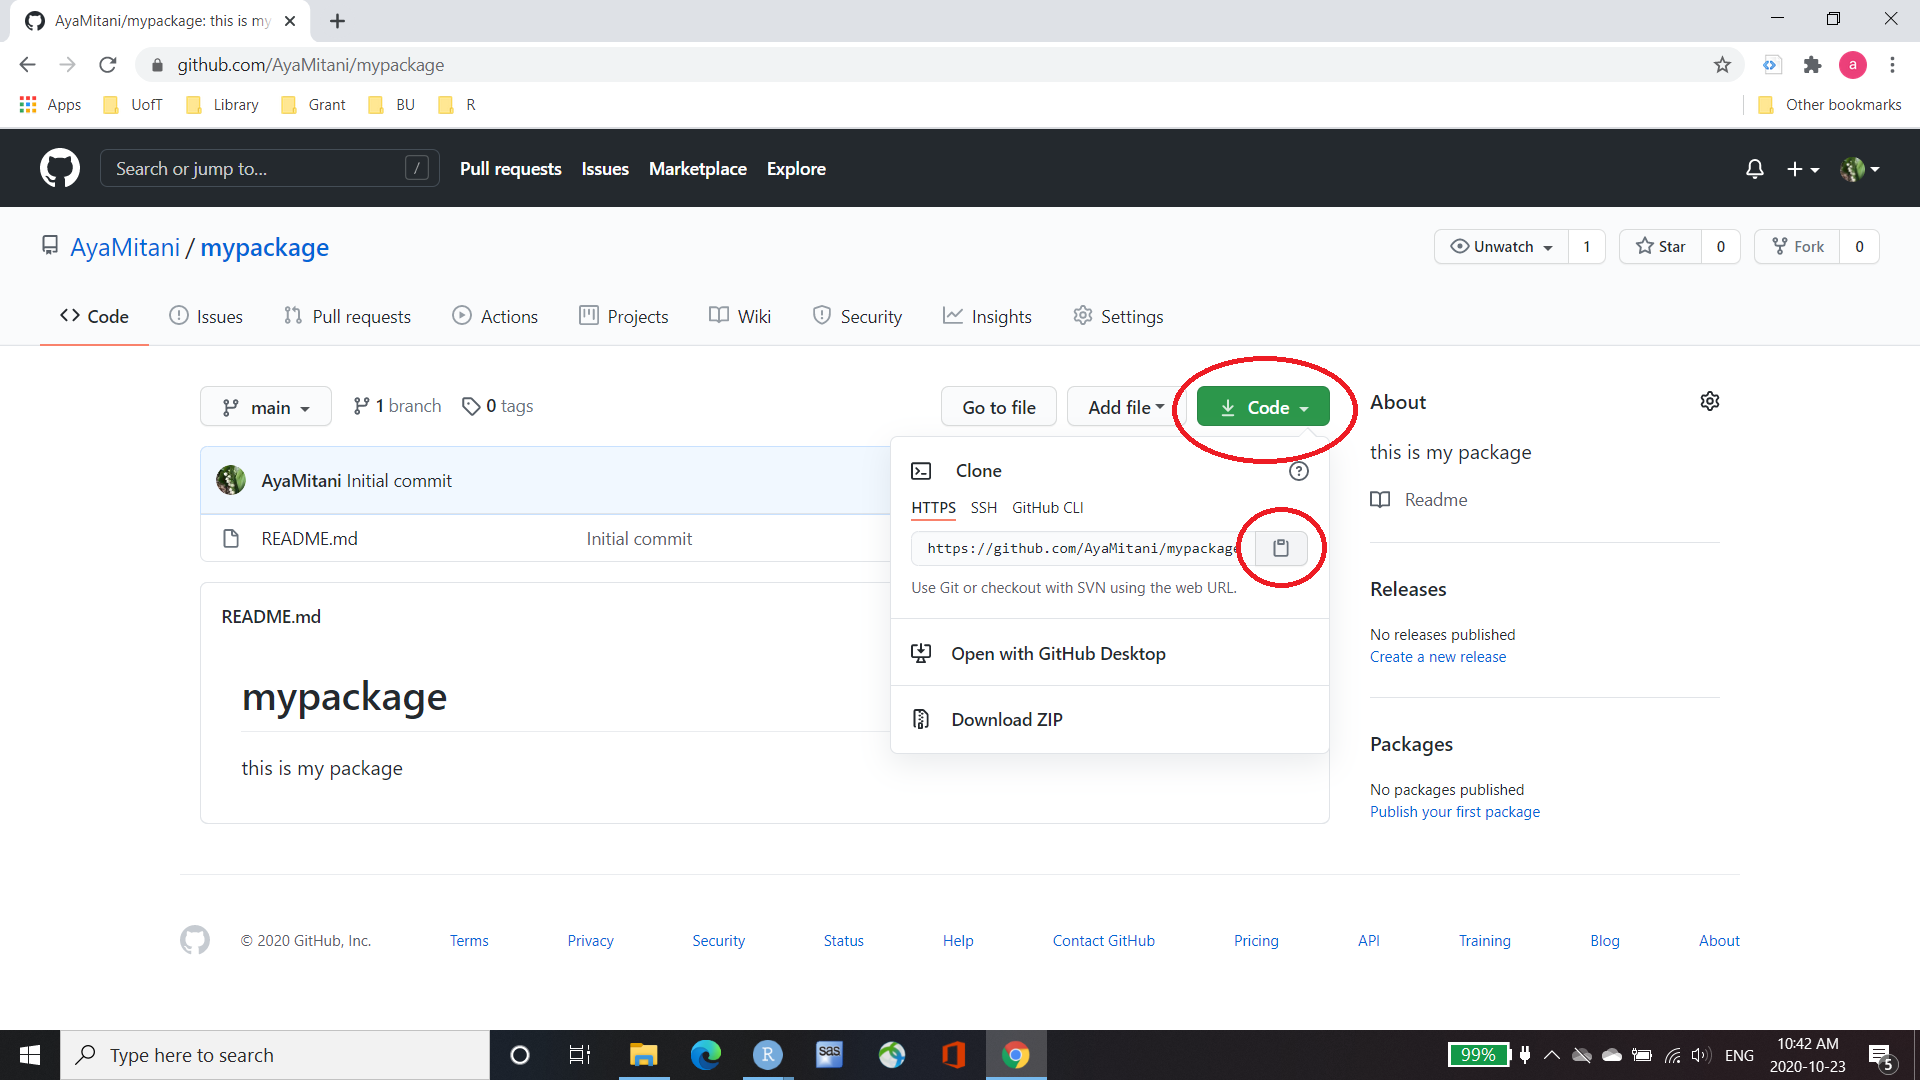 AyaMitani/mypackage: this is my
github.com/AyaMitani/mypackage
a
Apps UofT Library Grant BU R Other bookmarks
Search or jump to... / Pull requests Issues Marketplace Explore
AyaMitani / mypackage
Unwatch 1 Star 0 Fork 0
Code Issues Pull requests Actions Projects Wiki Security Insights Settings
main 1 branch 0 tags Go to file Add file Code
AyaMitani Initial commit
README.md Initial commit
README.md
mypackage
this is my package
Clone
HTTPS SSH GitHub CLI
https://github.com/AyaMitani/mypackage
Use Git or checkout with SVN using the web URL.
Open with GitHub Desktop
Download ZIP
About
this is my package
Readme
Releases
No releases published
Create a new release
Packages
No packages published
Publish your first package
© 2020 GitHub, Inc. Terms Privacy Security Status Help Contact GitHub Pricing API Training Blog About
Type here to search
R
sas
99%
ENG
10:42 AM
2020-10-23
5